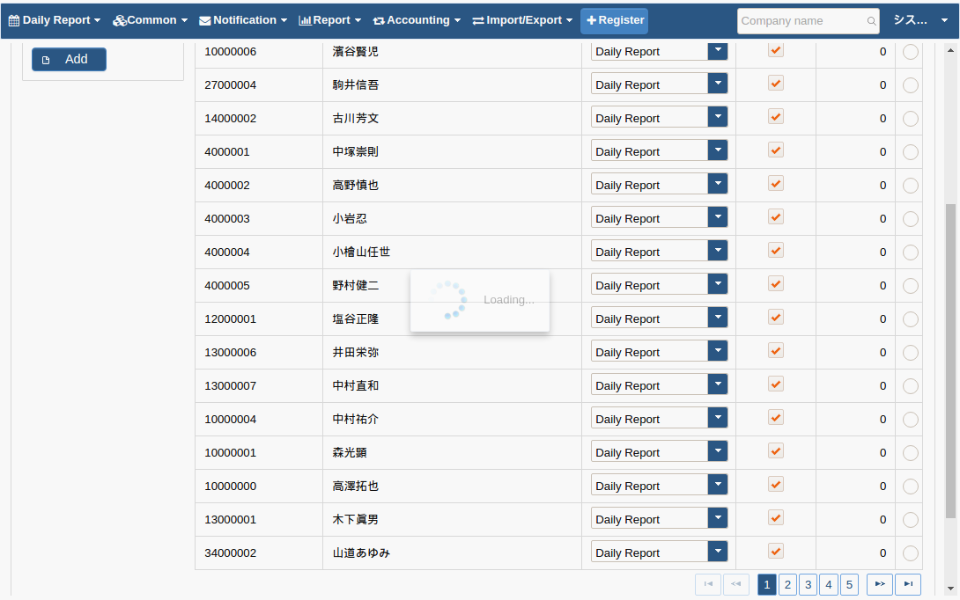 Daily Report Common Notification Report Accounting Import/Export Register Company name シス...
Add
10000006 濱谷賢児 Daily Report 0
27000004 駒井信吾 Daily Report 0
14000002 古川芳文 Daily Report 0
4000001 中塚崇則 Daily Report 0
4000002 高野慎也 Daily Report 0
4000003 小岩忍 Daily Report 0
4000004 小檜山任世 Daily Report 0
4000005 野村健二 Daily Report 0
Loading...
12000001 塩谷正隆 Daily Report 0
13000006 井田栄弥 Daily Report 0
13000007 中村直和 Daily Report 0
10000004 中村祐介 Daily Report 0
10000001 森光顕 Daily Report 0
10000000 高澤拓也 Daily Report 0
13000001 木下眞男 Daily Report 0
34000002 山道あゆみ Daily Report 0
1 2 3 4 5